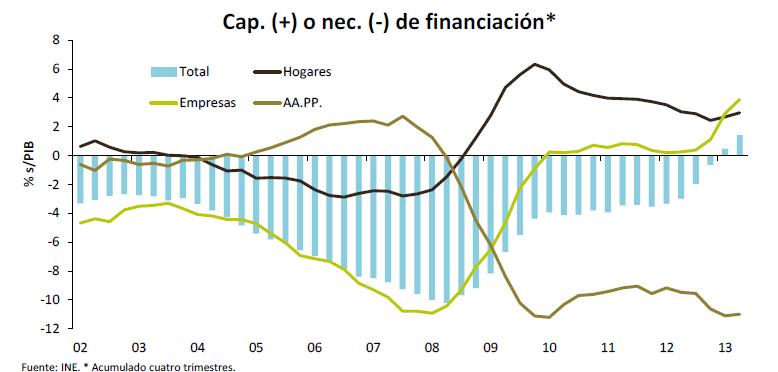 Cap. (+) o nec. (-) de financiación*
% s/PIB
8
6
4
2
0
-2
-4
-6
-8
-10
-12
Total
Hogares
Empresas
AA.PP.
02 03 04 05 06 07 08 09 10 11 12 13
Fuente: INE. * Acumulado cuatro trimestres.